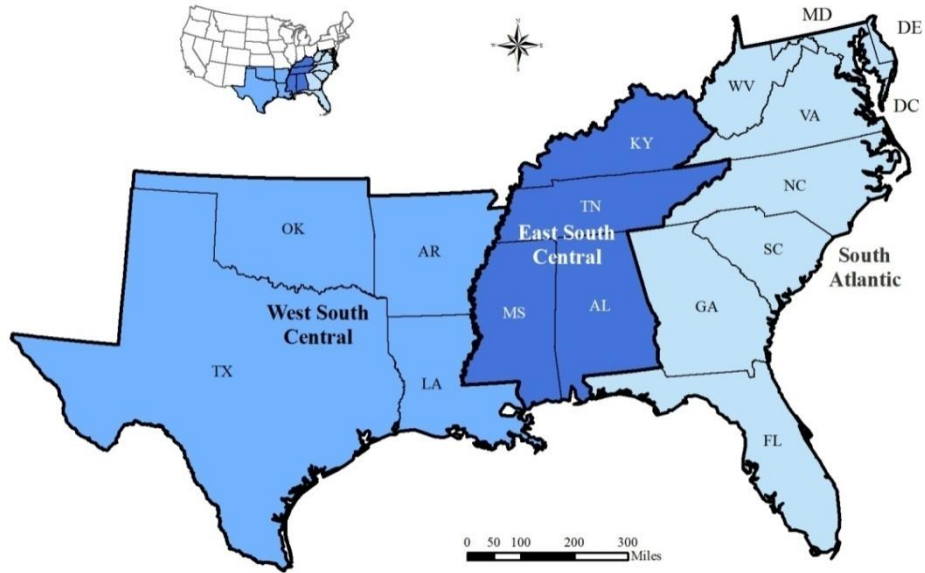 MD
DE
WV
DC
VA
KY
NC
TN
OK
East South
Central
AR
SC
South
Atlantic
West South
Central
MS
AL
GA
TX
LA
FL
0 50 100 200 300
Miles